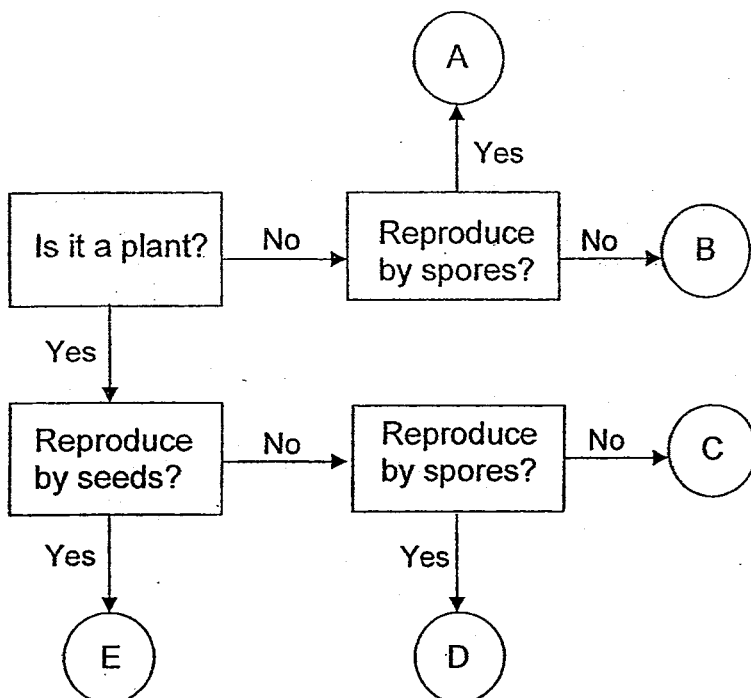 A
Yes
Is it a plant?
No
Reproduce
by spores?
No
B
Yes
Reproduce
by seeds?
No
Reproduce
by spores?
No
C
Yes
Yes
E
D